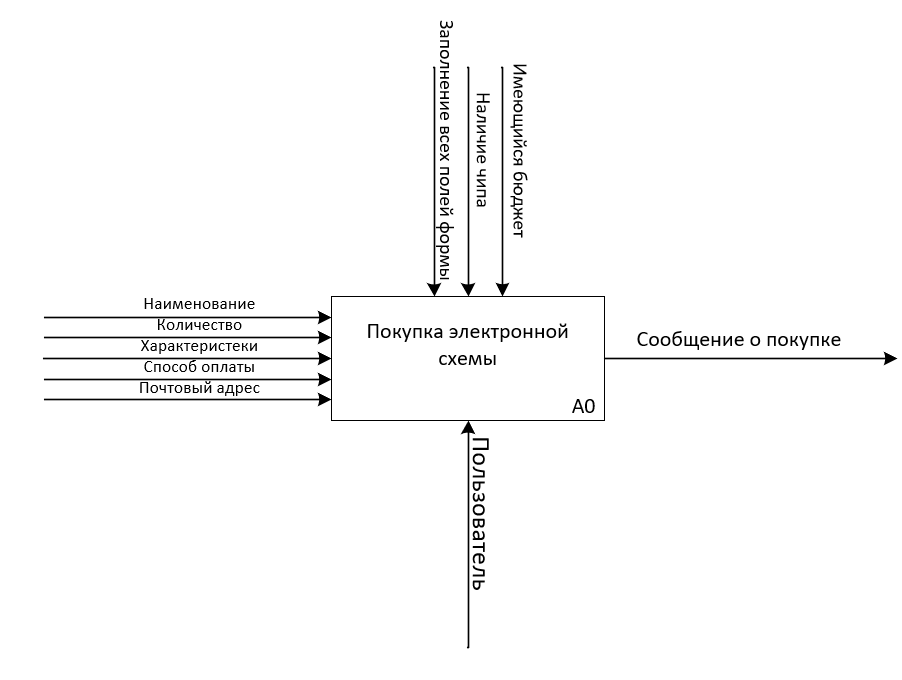 Заполнение всех полей формы
Наличие чипа
Имеющийся бюджет
Наименование
Количество
Характеристеки
Способ оплаты
Почтовый адрес
Покупка электронной
схемы
A0
Сообщение о покупке
Пользователь